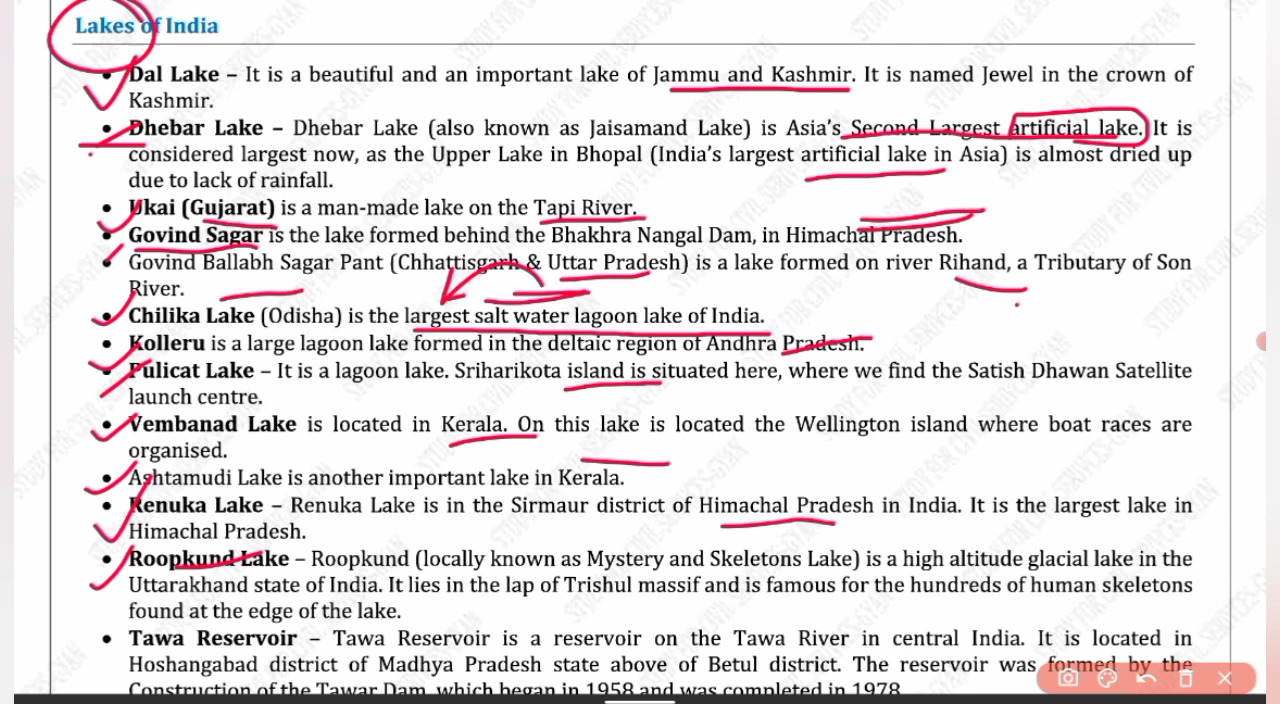 Lakes of India
• Dal Lake – It is a beautiful and an important lake of Jammu and Kashmir. It is named Jewel in the crown of
Kashmir.
• Dhebar Lake – Dhebar Lake (also known as Jaisamand Lake) is Asia's Second Largest artificial lake. It is
considered largest now, as the Upper Lake in Bhopal (India's largest artificial lake in Asia) is almost dried up
due to lack of rainfall.
• Ukai (Gujarat) is a man-made lake on the Tapi River.
• Govind Sagar is the lake formed behind the Bhakhra Nangal Dam, in Himachal Pradesh.
• Govind Ballabh Sagar Pant (Chhattisgarh & Uttar Pradesh) is a lake formed on river Rihand, a Tributary of Son
River.
• Chilika Lake (Odisha) is the largest salt water lagoon lake of India.
• Kolleru is a large lagoon lake formed in the deltaic region of Andhra Pradesh.
• Pulicat Lake – It is a lagoon lake. Sriharikota island is situated here, where we find the Satish Dhawan Satellite
launch centre.
• Vembanad Lake is located in Kerala. On this lake is located the Wellington island where boat races are
organised.
• Ashtamudi Lake is another important lake in Kerala.
• Renuka Lake – Renuka Lake is in the Sirmaur district of Himachal Pradesh in India. It is the largest lake in
Himachal Pradesh.
• Roopkund Lake – Roopkund (locally known as Mystery and Skeletons Lake) is a high altitude glacial lake in the
Uttarakhand state of India. It lies in the lap of Trishul massif and is famous for the hundreds of human skeletons
found at the edge of the lake.
• Tawa Reservoir – Tawa Reservoir is a reservoir on the Tawa River in central India. It is located in
Hoshangabad district of Madhya Pradesh state above of Betul district. The reservoir was formed by the
Construction of the Tawar Dam, which began in 1958 and was completed in 1978.